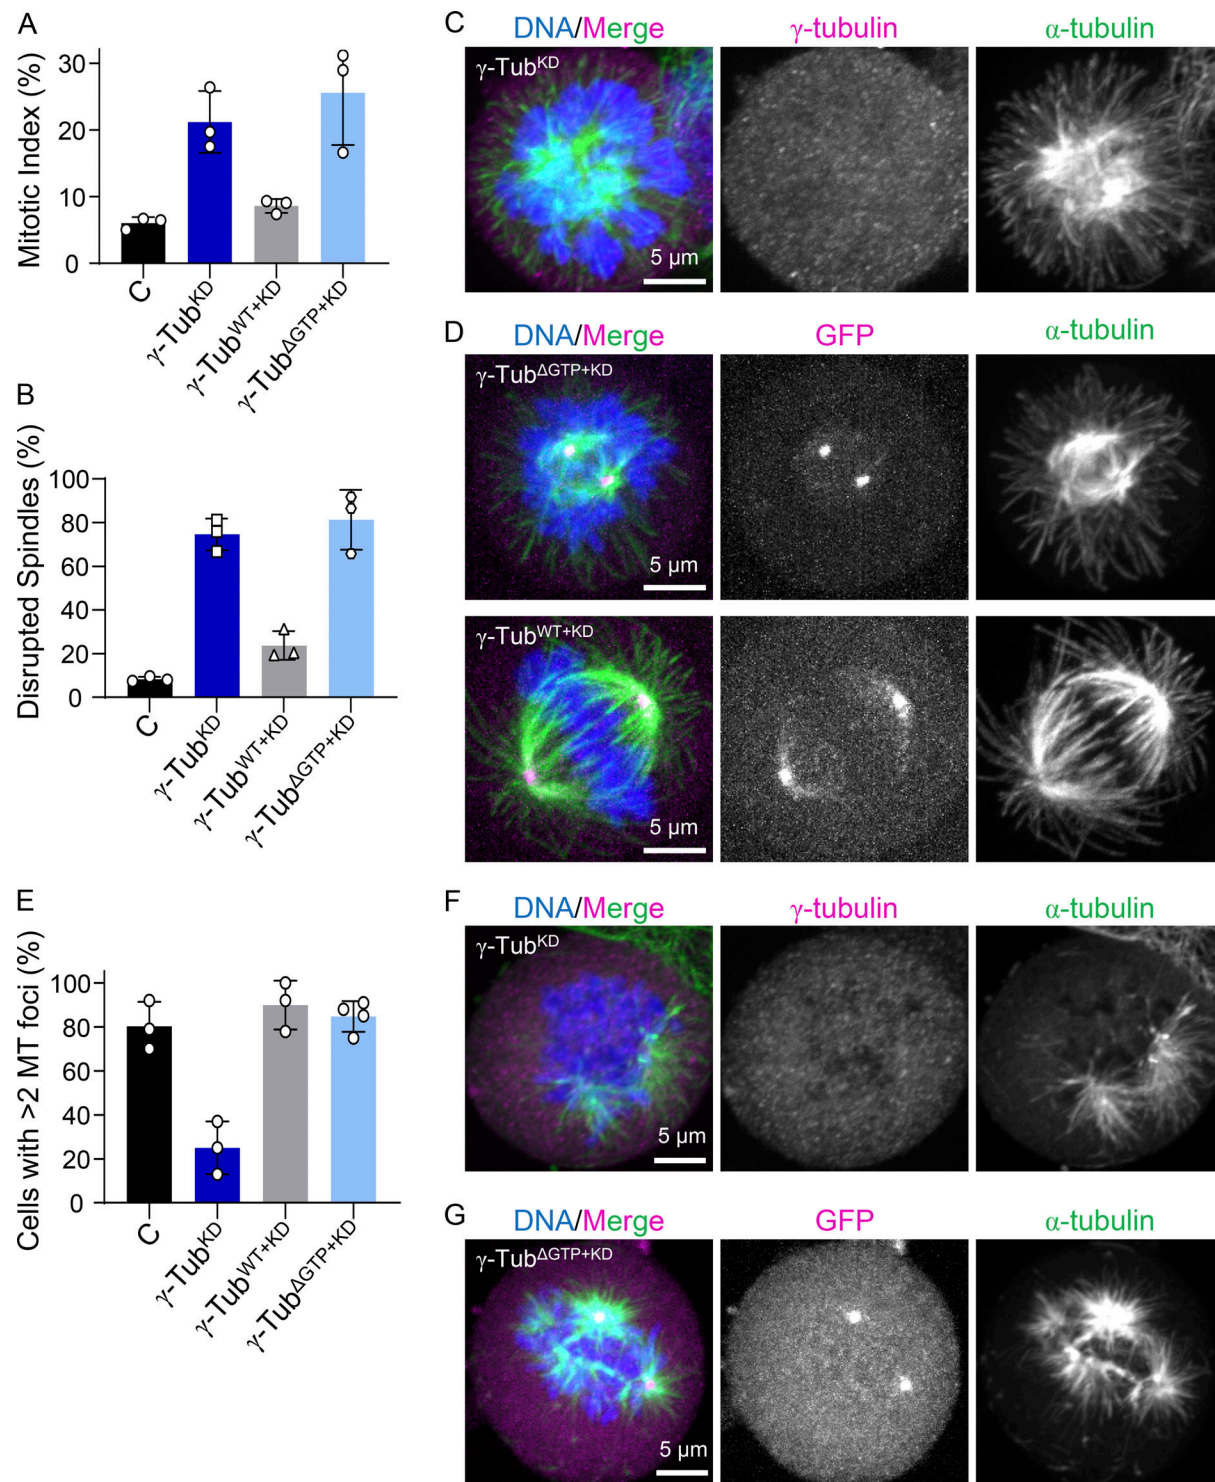 A
Mitotic Index (%)
30
20
10
0
C
γ-Tub^KD
γ-Tub^WT+KD
γ-Tub^ΔGTP+KD
B
Disrupted Spindles (%)
100
80
60
40
20
0
C
γ-Tub^KD
γ-Tub^WT+KD
γ-Tub^ΔGTP+KD
E
Cells with >2 MT foci (%)
100
80
60
40
20
0
C
γ-Tub^KD
γ-Tub^WT+KD
γ-Tub^ΔGTP+KD
C
DNA/Merge
γ-tubulin
α-tubulin
γ-Tub^KD
5 µm
D
DNA/Merge
GFP
α-tubulin
γ-Tub^ΔGTP+KD
5 µm
γ-Tub^WT+KD
5 µm
F
DNA/Merge
γ-tubulin
α-tubulin
γ-Tub^KD
5 µm
G
DNA/Merge
GFP
α-tubulin
γ-Tub^ΔGTP+KD
5 µm